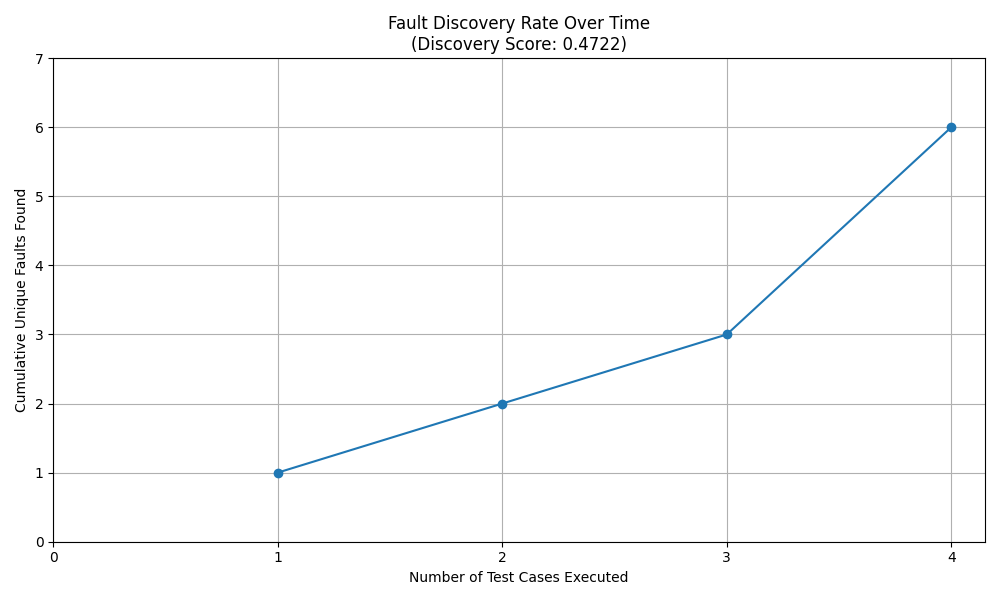 Fault Discovery Rate Over Time
(Discovery Score: 0.4722)
7
6
5
4
3
2
1
0
Cumulative Unique Faults Found
0 1 2 3 4
Number of Test Cases Executed